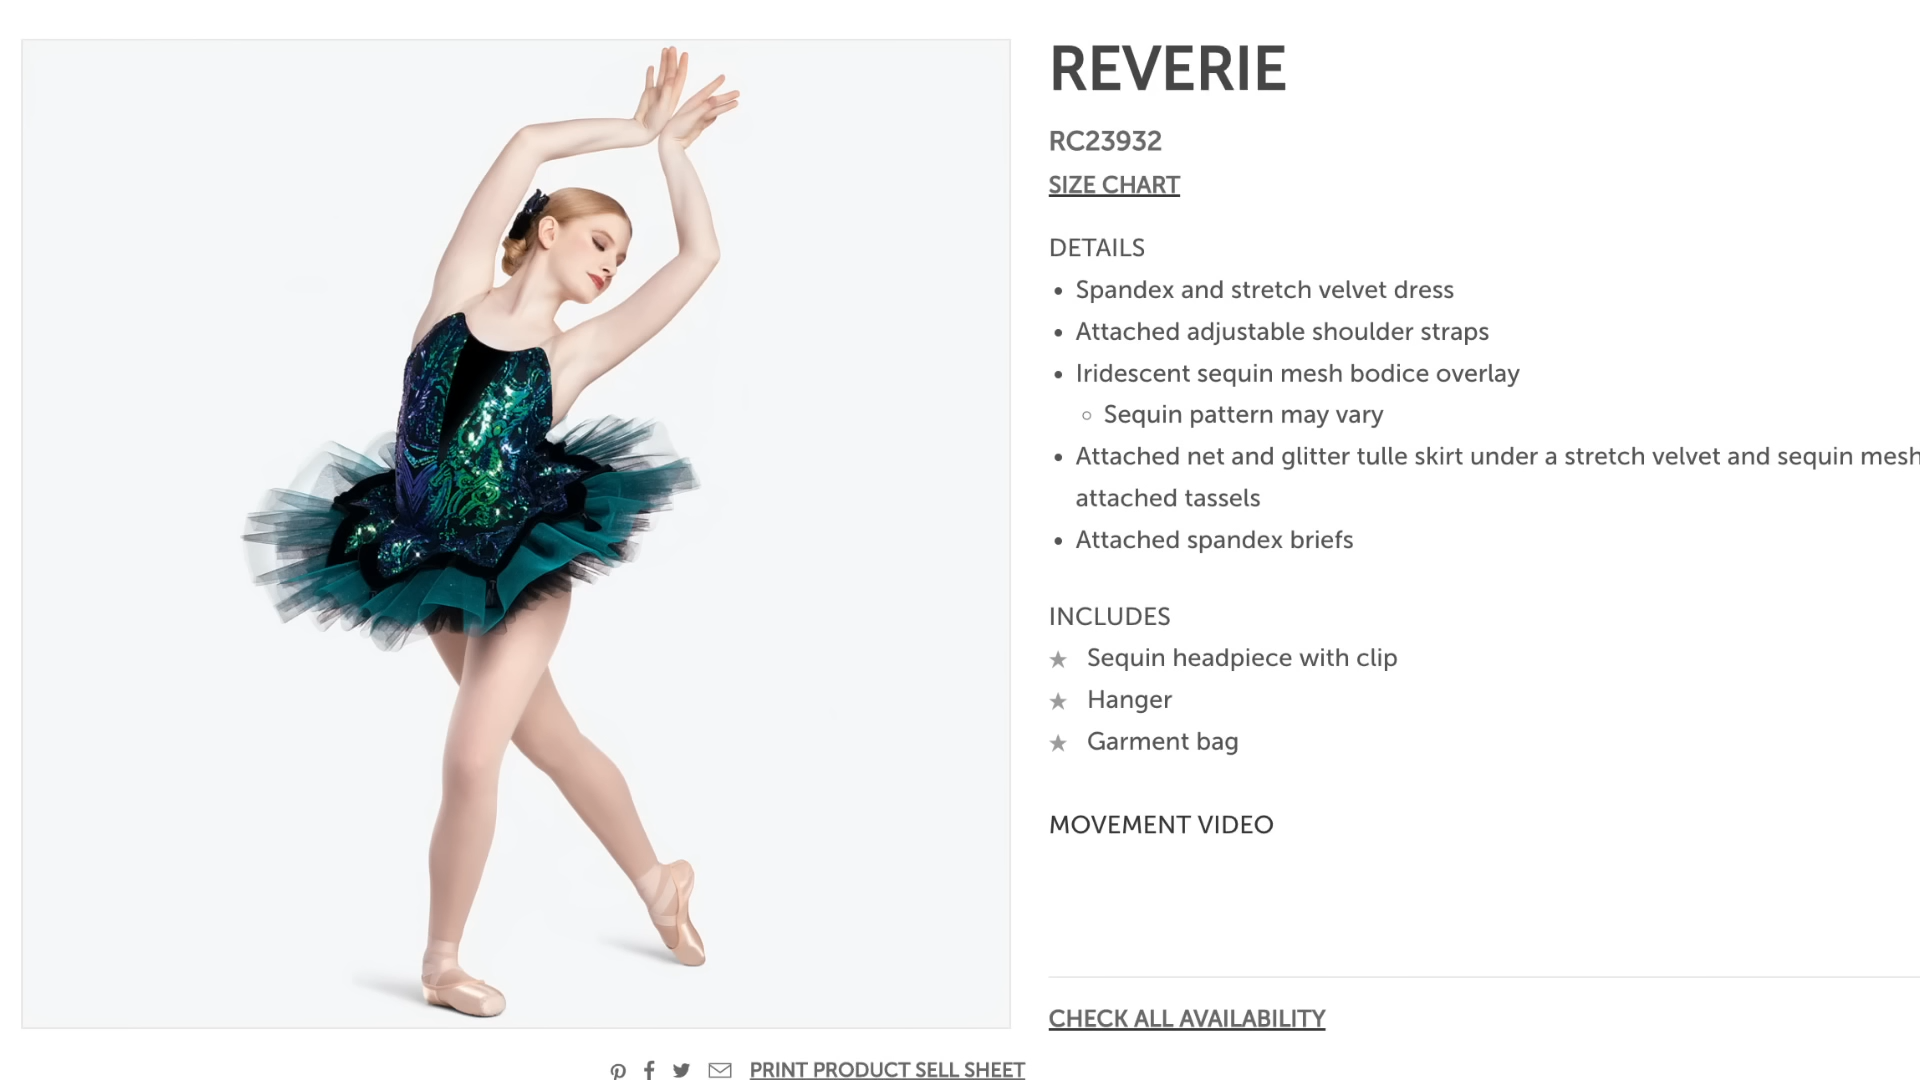 REVERIE
RC23932
SIZE CHART
DETAILS
• Spandex and stretch velvet dress
• Attached adjustable shoulder straps
• Iridescent sequin mesh bodice overlay
○ Sequin pattern may vary
• Attached net and glitter tulle skirt under a stretch velvet and sequin mesh
attached tassels
• Attached spandex briefs
INCLUDES
★ Sequin headpiece with clip
★ Hanger
★ Garment bag
MOVEMENT VIDEO
CHECK ALL AVAILABILITY
PRINT PRODUCT SELL SHEET